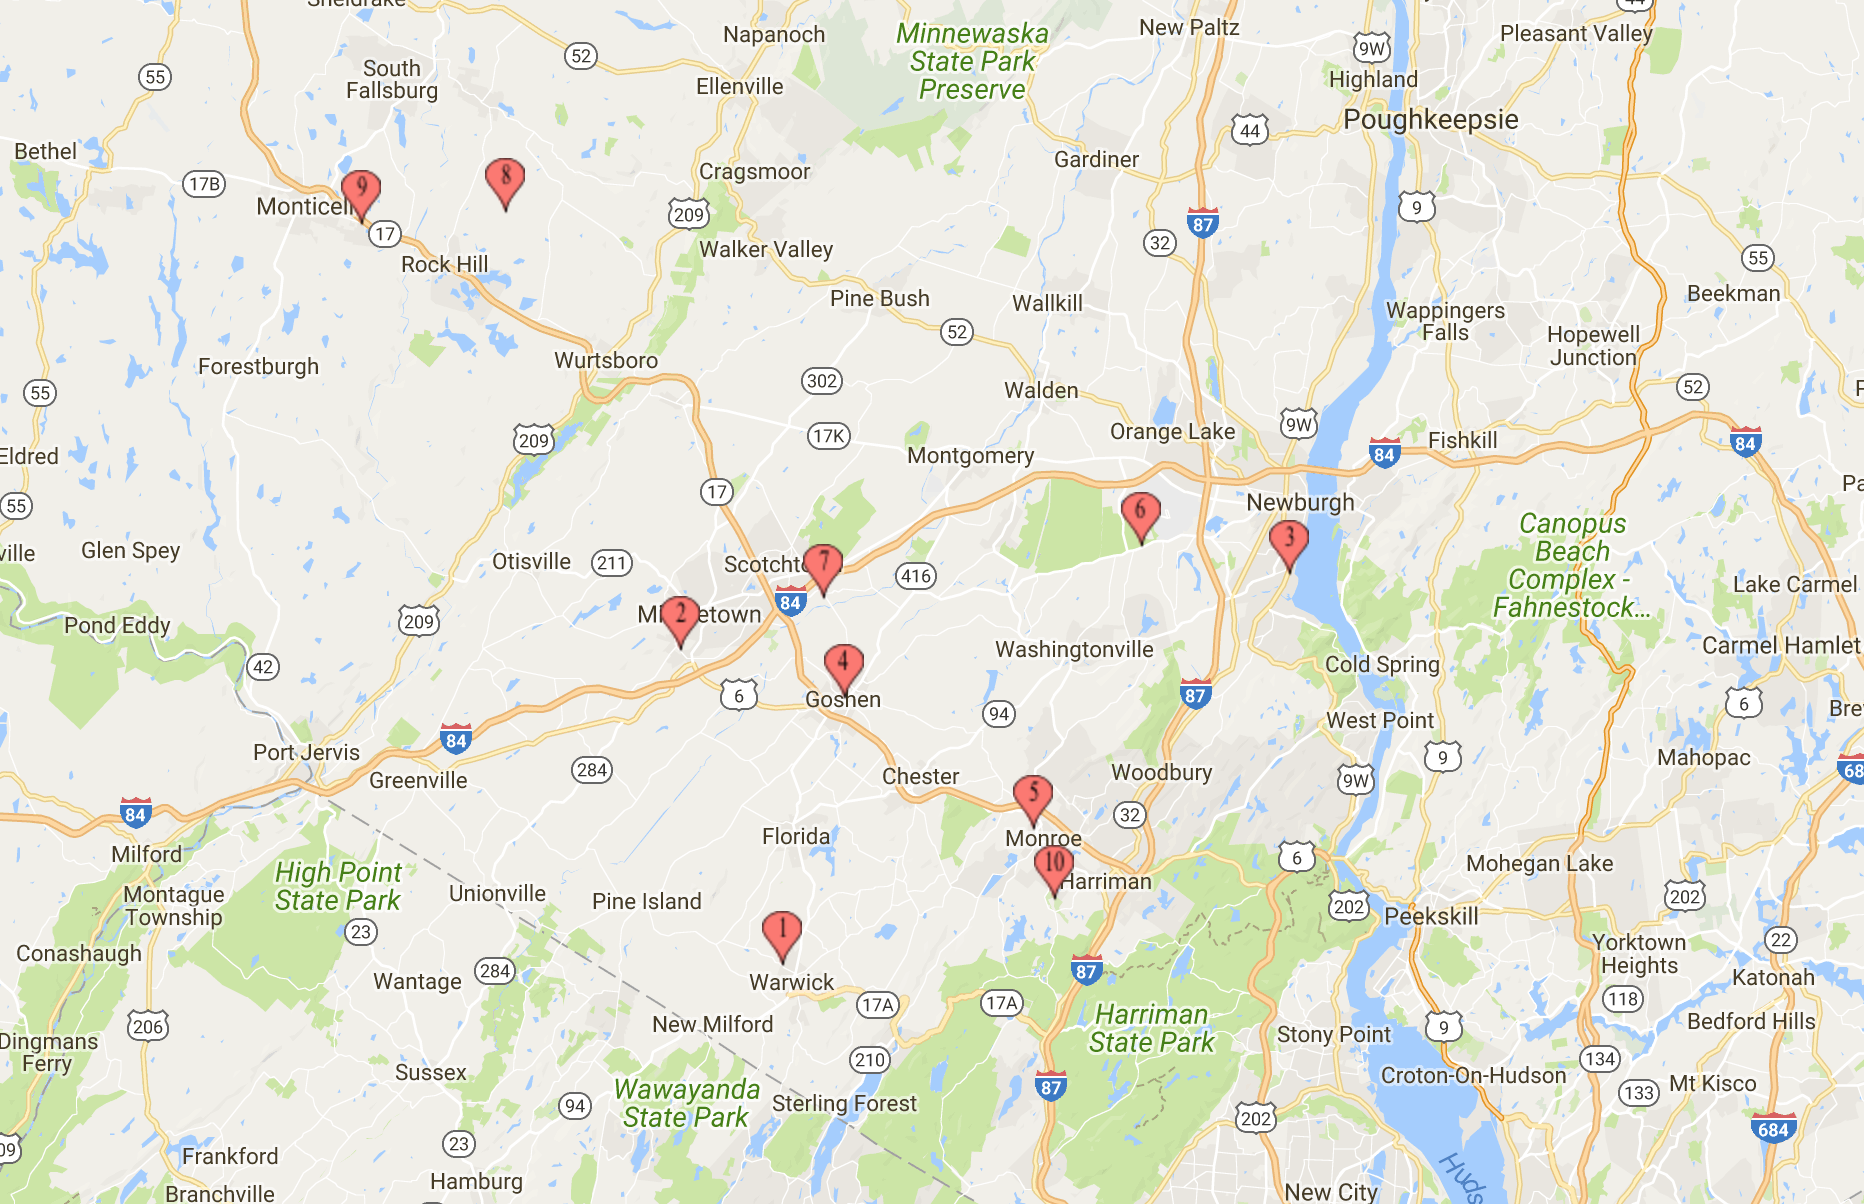 Sheldrake
44
Napanoch
Minnewaska
State Park
Preserve
New Paltz
9W
Pleasant Valley
52
55
South
Fallsburg
Ellenville
Highland
Poughkeepsie
44
Bethel
Gardiner
Cragsmoor
17B
9
8
Monticell
17
209
87
9
32
Walker Valley
55
Rock Hill
Beekman
Pine Bush
Wallkill
Wappingers
Falls
52
Hopewell
Junction
Wurtsboro
Forestburgh
302
Walden
52
55
17K
Orange Lake
9W
209
Fishkill
84
84
Eldred
Montgomery
17
Newburgh
55
6
3
Canopus
Beach
Complex -
Fahnestock...
ville
Glen Spey
Otisville
211
Scotcht
7
416
84
Lake Carmel
Pond Eddy
209
2
M
etown
Washingtonville
Carmel Hamlet
42
4
Goshen
6
Cold Spring
87
6
94
West Point
Bre
84
Port Jervis
Greenville
284
Chester
Woodbury
9W
9
Mahopac
68
84
5
32
Monroe
Florida
Milford
6
Mohegan Lake
10
Harriman
High Point
State Park
Montague
Township
Unionville
Pine Island
202
202
Peekskill
23
1
Yorktown
Heights
22
Conashaugh
Wantage
284
Warwick
87
17A
17A
Katonah
118
206
New Milford
Harriman
State Park
Stony Point
9
Bedford Hills
Dingmans
Ferry
210
134
Sussex
87
Croton-On-Hudson
Mt Kisco
133
Wawayanda
State Park
94
Sterling Forest
202
684
23
09
Frankford
Hamburg
Branchville
New City
Huds